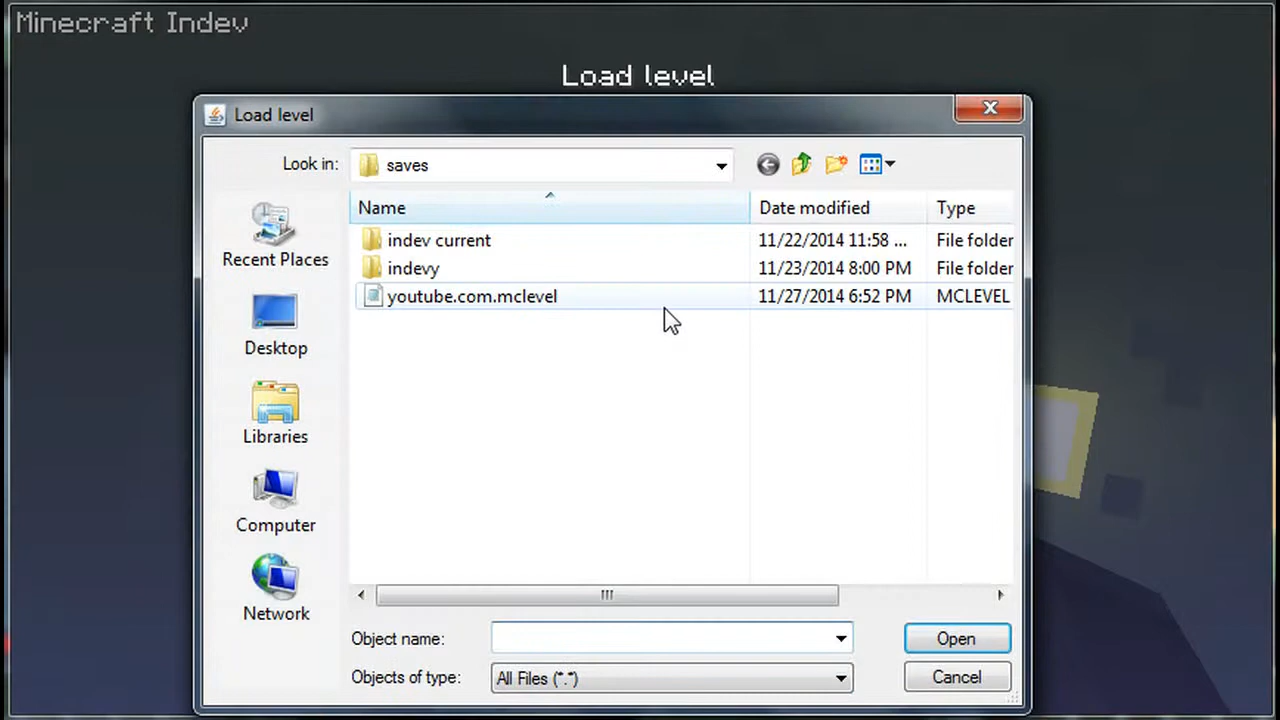 Minecraft Indev
Load level
Load level
Look in: saves
Name Date modified Type
indev current 11/22/2014 11:58 ... File folder
indevy 11/23/2014 8:00 PM File folder
youtube.com.mclevel 11/27/2014 6:52 PM MCLEVEL
Recent Places
Desktop
Libraries
Computer
Network
Object name: Open
Objects of type: All Files (*.*) Cancel